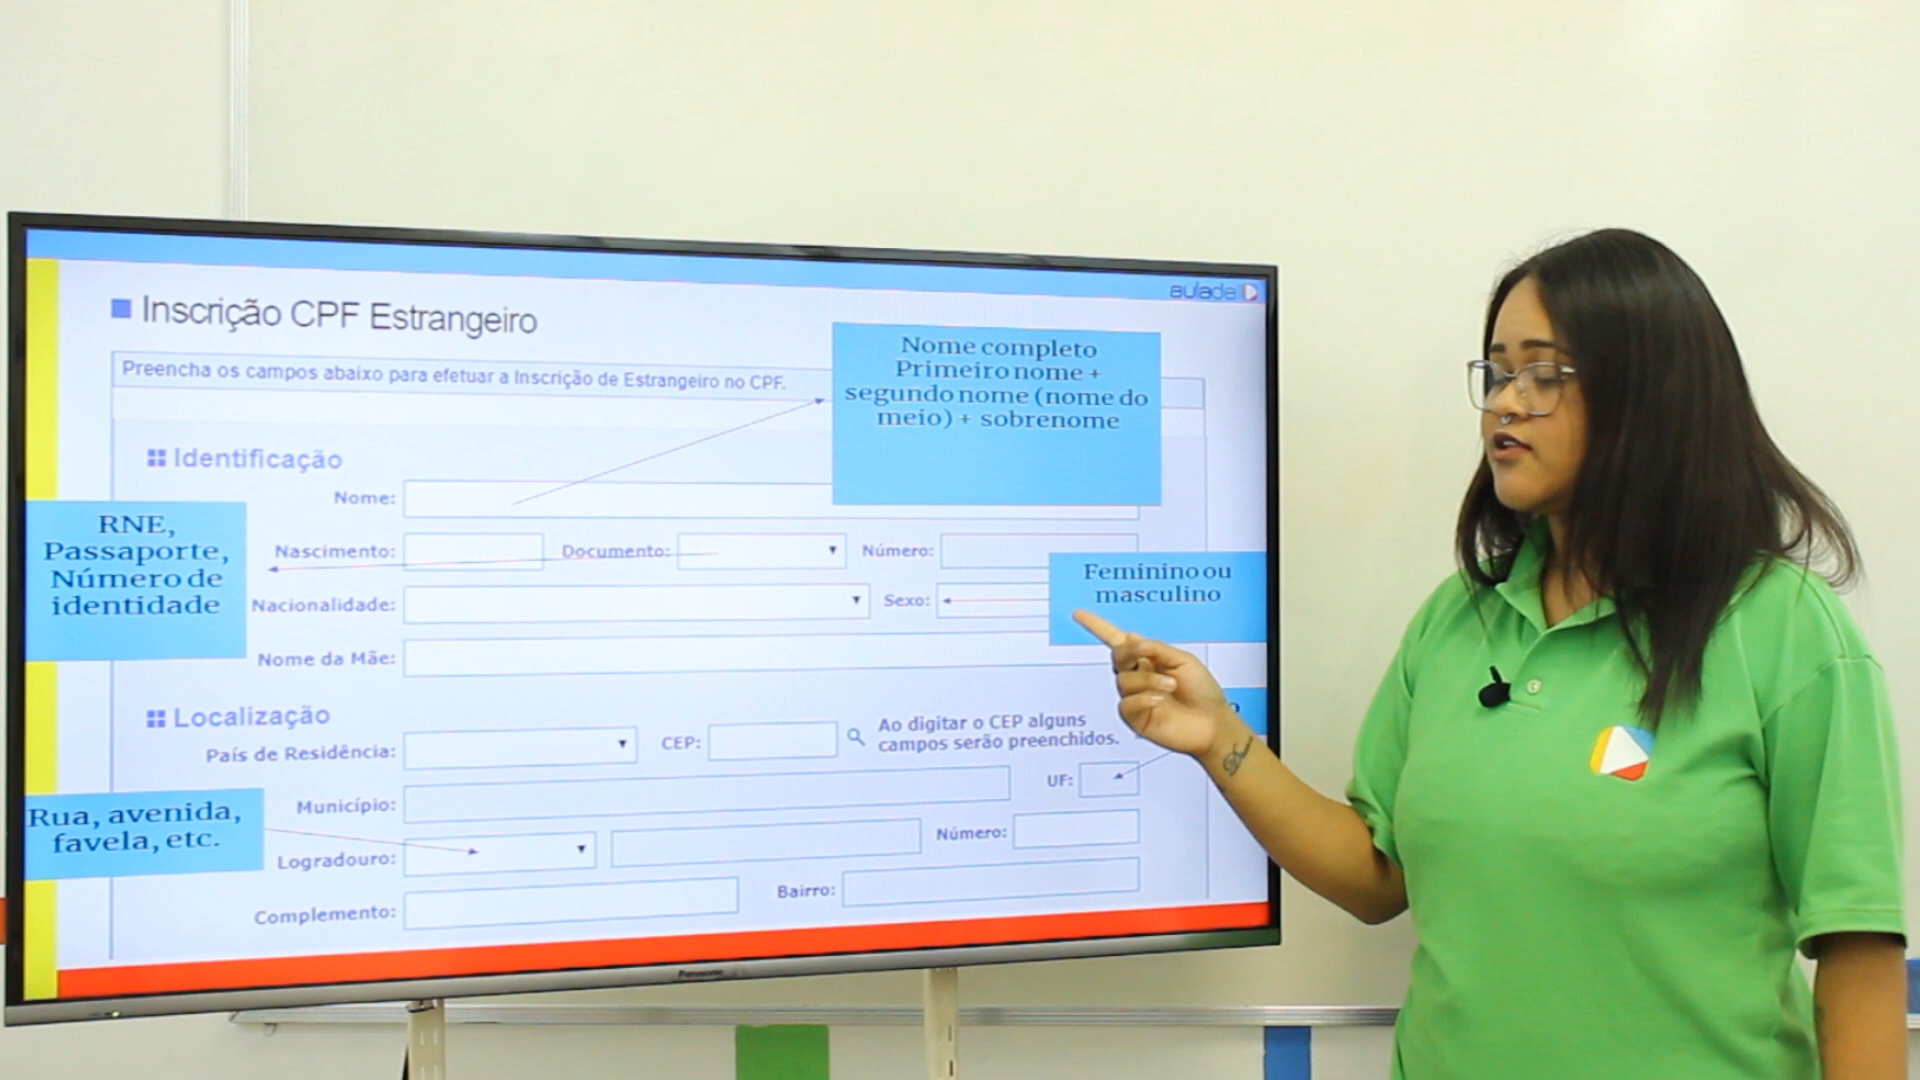 aulade
Inscrição CPF Estrangeiro
Preencha os campos abaixo para efetuar a Inscrição de Estrangeiro no CPF.
Nome completo
Primeiro nome +
segundo nome (nome do
meio) + sobrenome
Identificação
Nome:
RNE,
Passaporte,
Número de
identidade
Nascimento:
Documento:
Número:
Nacionalidade:
Sexo:
Feminino ou
masculino
Nome da Mãe:
Localização
País de Residência:
CEP:
Ao digitar o CEP alguns
campos serão preenchidos.
Município:
UF:
Rua, avenida,
favela, etc.
Logradouro:
Número:
Complemento:
Bairro:
Panasonic